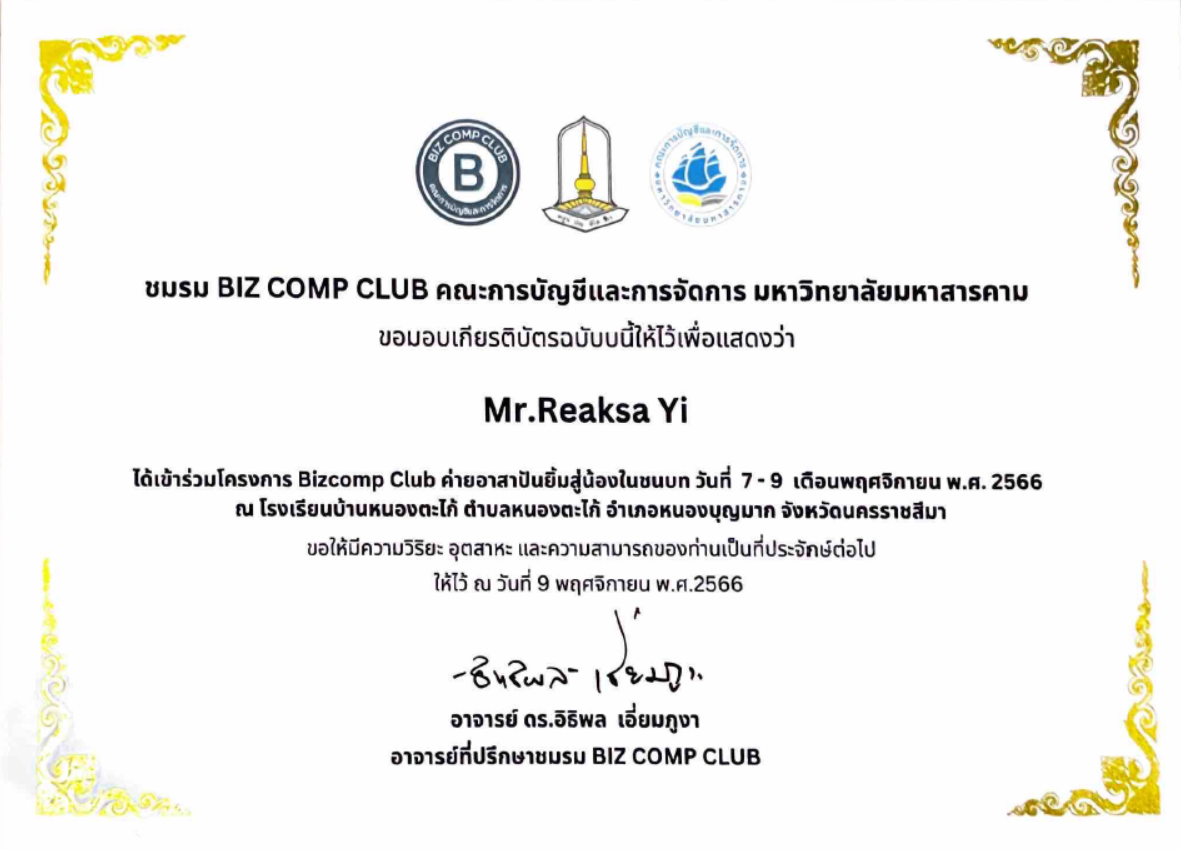 BIZ COMP CLUB
B
คณะการบัญชีและการจัดการ
คณะการบัญชีและการจัดการ
มหาวิทยาลัยมหาสารคาม
ชมรม BIZ COMP CLUB คณะการบัญชีและการจัดการ มหาวิทยาลัยมหาสารคาม
ขอมอบเกียรติบัตรฉบับบนี้ให้ไว้เพื่อแสดงว่า
Mr.Reaksa Yi
ได้เข้าร่วมโครงการ Bizcomp Club ค่ายอาสาปันยิ้มสู่น้องในชนบท วันที่ 7 - 9 เดือนพฤศจิกายน พ.ศ. 2566
ณ โรงเรียนบ้านหนองตะไก้ ตำบลหนองตะไก้ อำเภอหนองบุญมาก จังหวัดนครราชสีมา
ขอให้มีความวิริยะ อุตสาหะ และความสามารถของท่านเป็นที่ประจักษ์ต่อไป
ให้ไว้ ณ วันที่ 9 พฤศจิกายน พ.ศ.2566
อาจารย์ ดร.อิธิพล เอี่ยมภูงา
อาจารย์ที่ปรึกษาชมรม BIZ COMP CLUB